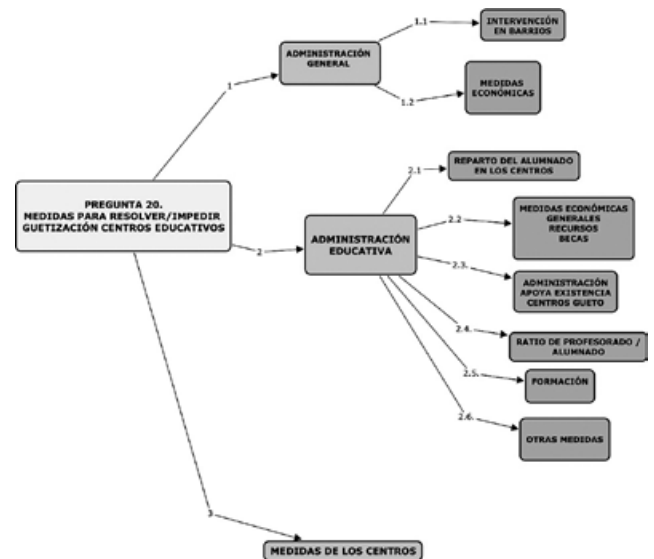 1.1
INTERVENCIÓN
EN BARRIOS
ADMINISTRACIÓN
GENERAL
1
1.2
MEDIDAS
ECONÓMICAS
2.1
REPARTO DEL ALUMNADO
EN LOS CENTROS
PREGUNTA 20.
MEDIDAS PARA RESOLVER/IMPEDIR
GUETIZACIÓN CENTROS EDUCATIVOS
2
ADMINISTRACIÓN
EDUCATIVA
2.2
MEDIDAS ECONÓMICAS
GENERALES
RECURSOS
BECAS
2.3.
ADMINISTRACIÓN
APOYA EXISTENCIA
CENTROS GUETO
2.4.
RATIO DE PROFESORADO /
ALUMNADO
2.5.
FORMACIÓN
2.6.
OTRAS MEDIDAS
3
MEDIDAS DE LOS CENTROS